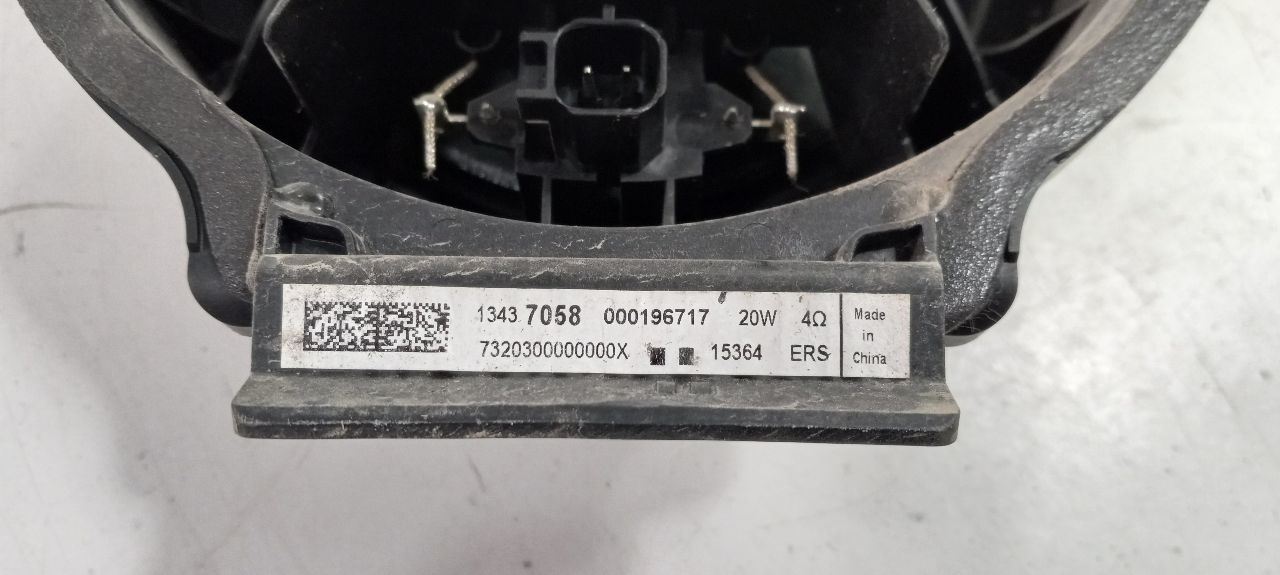 1343 7058 000196717 20W 4Ω
7320300000000X 15364 ERS
Made
in
China